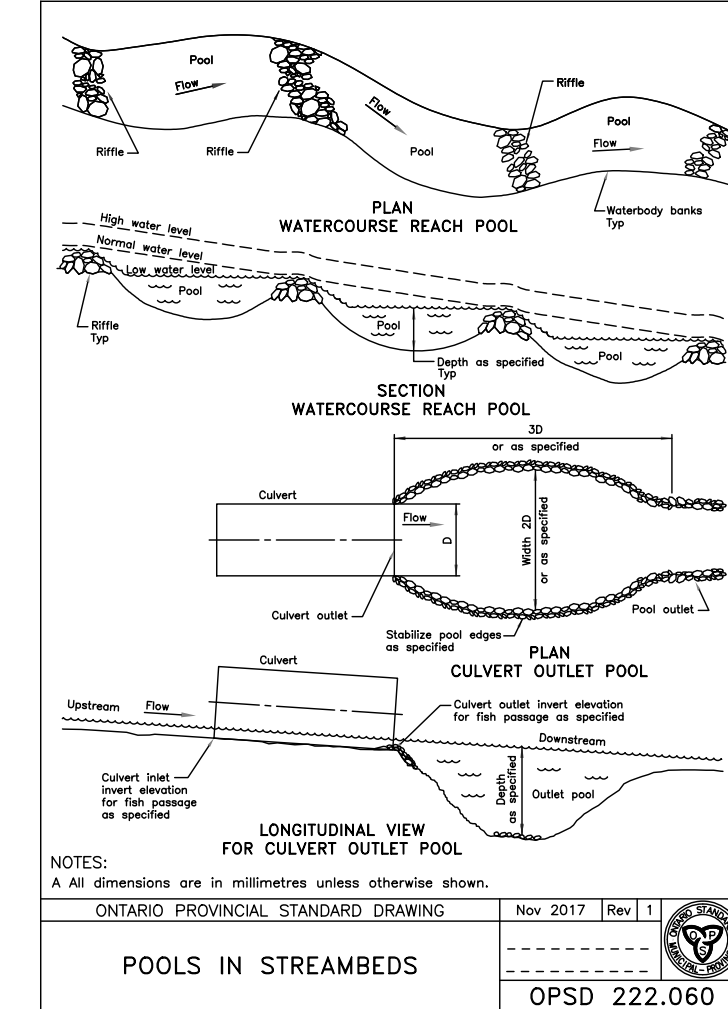 Pool
Flow
Riffle
Riffle
Flow
Pool
Riffle
Pool
Flow
Waterbody banks
Typ
PLAN
WATERCOURSE REACH POOL
High water level
Normal water level
Low water level
Pool
Riffle
Typ
Pool
Depth as specified
Typ
Pool
SECTION
WATERCOURSE REACH POOL
3D
or as specified
Culvert
Flow
D
Width 2D
or as specified
Culvert outlet
Stabilize pool edges
as specified
Pool outlet
PLAN
CULVERT OUTLET POOL
Culvert
Upstream
Flow
Culvert outlet invert elevation
for fish passage as specified
Downstream
Culvert inlet
invert elevation
for fish passage
as specified
Depth
as specified
Outlet pool
LONGITUDINAL VIEW
FOR CULVERT OUTLET POOL
NOTES:
A All dimensions are in millimetres unless otherwise shown.
ONTARIO PROVINCIAL STANDARD DRAWING
Nov 2017
Rev
1
POOLS IN STREAMBEDS
OPS
OPSD 222.060